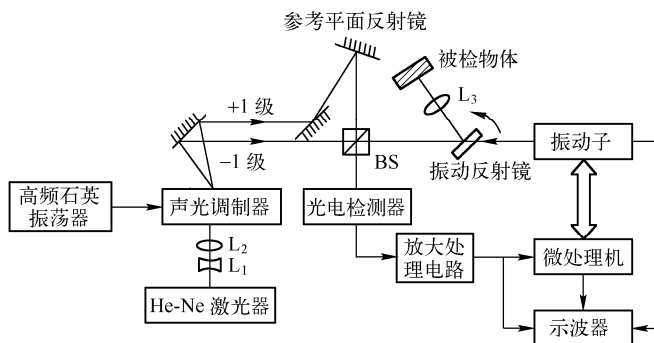 参考平面反射镜
被检物体
L3
+1 级
-1 级
BS
振动反射镜
振动子
高频石英
振荡器
声光调制器
光电检测器
L2
L1
放大处
理电路
微处理机
He-Ne 激光器
示波器